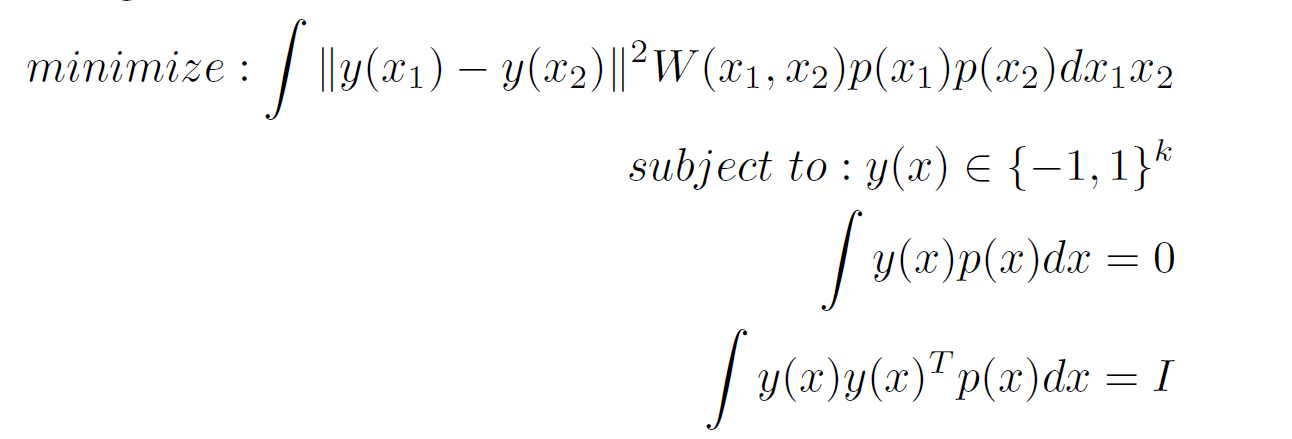 minimize : ∫ ‖y(x₁) − y(x₂)‖²W(x₁, x₂)p(x₁)p(x₂)dx₁x₂
subject to : y(x) ∈ {−1, 1}ᵏ
∫ y(x)p(x)dx = 0
∫ y(x)y(x)ᵀp(x)dx = I